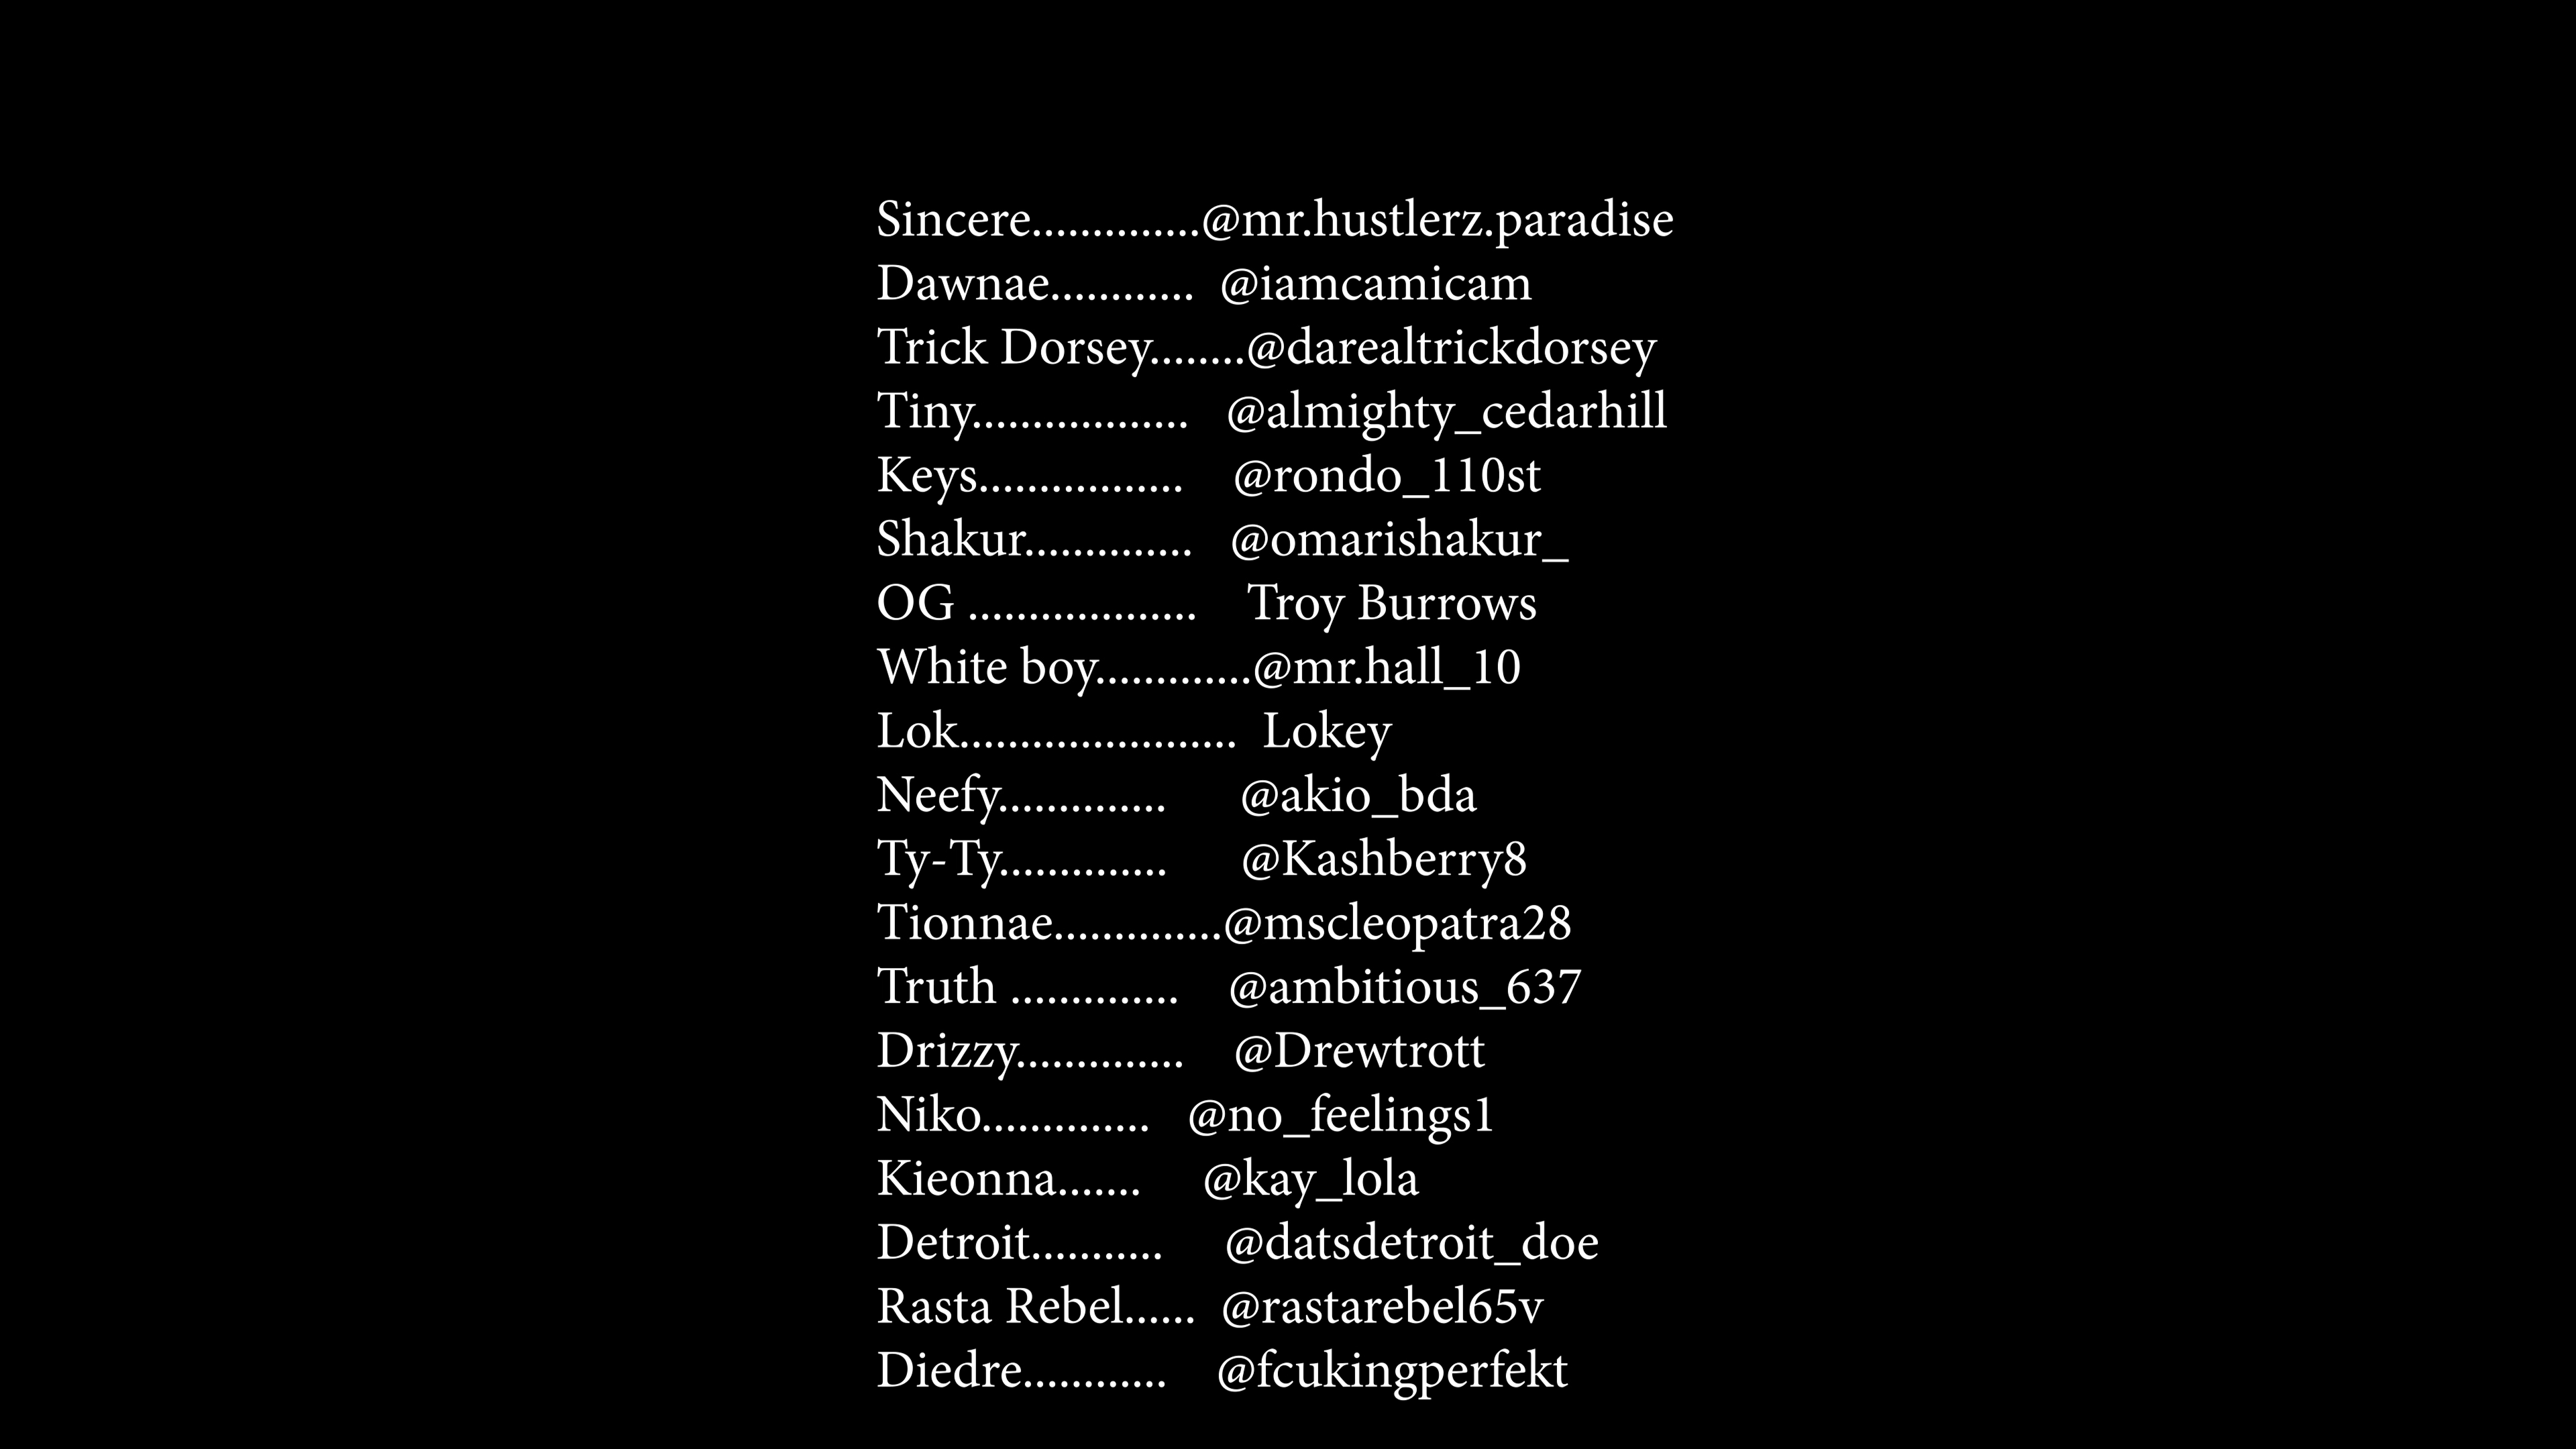 Sincere..............@mr.hustlerz.paradise
Dawnae............ @iamcamicam
Trick Dorsey........@darealtrickdorsey
Tiny.................. @almighty_cedarhill
Keys................. @rondo_110st
Shakur.............. @omarishakur_
OG ................... Troy Burrows
White boy.............@mr.hall_10
Lok....................... Lokey
Neefy.............. @akio_bda
Ty-Ty.............. @Kashberry8
Tionnae..............@mscleopatra28
Truth .............. @ambitious_637
Drizzy.............. @Drewtrott
Niko.............. @no_feelings1
Kieonna....... @kay_lola
Detroit........... @datsdetroit_doe
Rasta Rebel...... @rastarebel65v
Diedre............ @fcukingperfekt